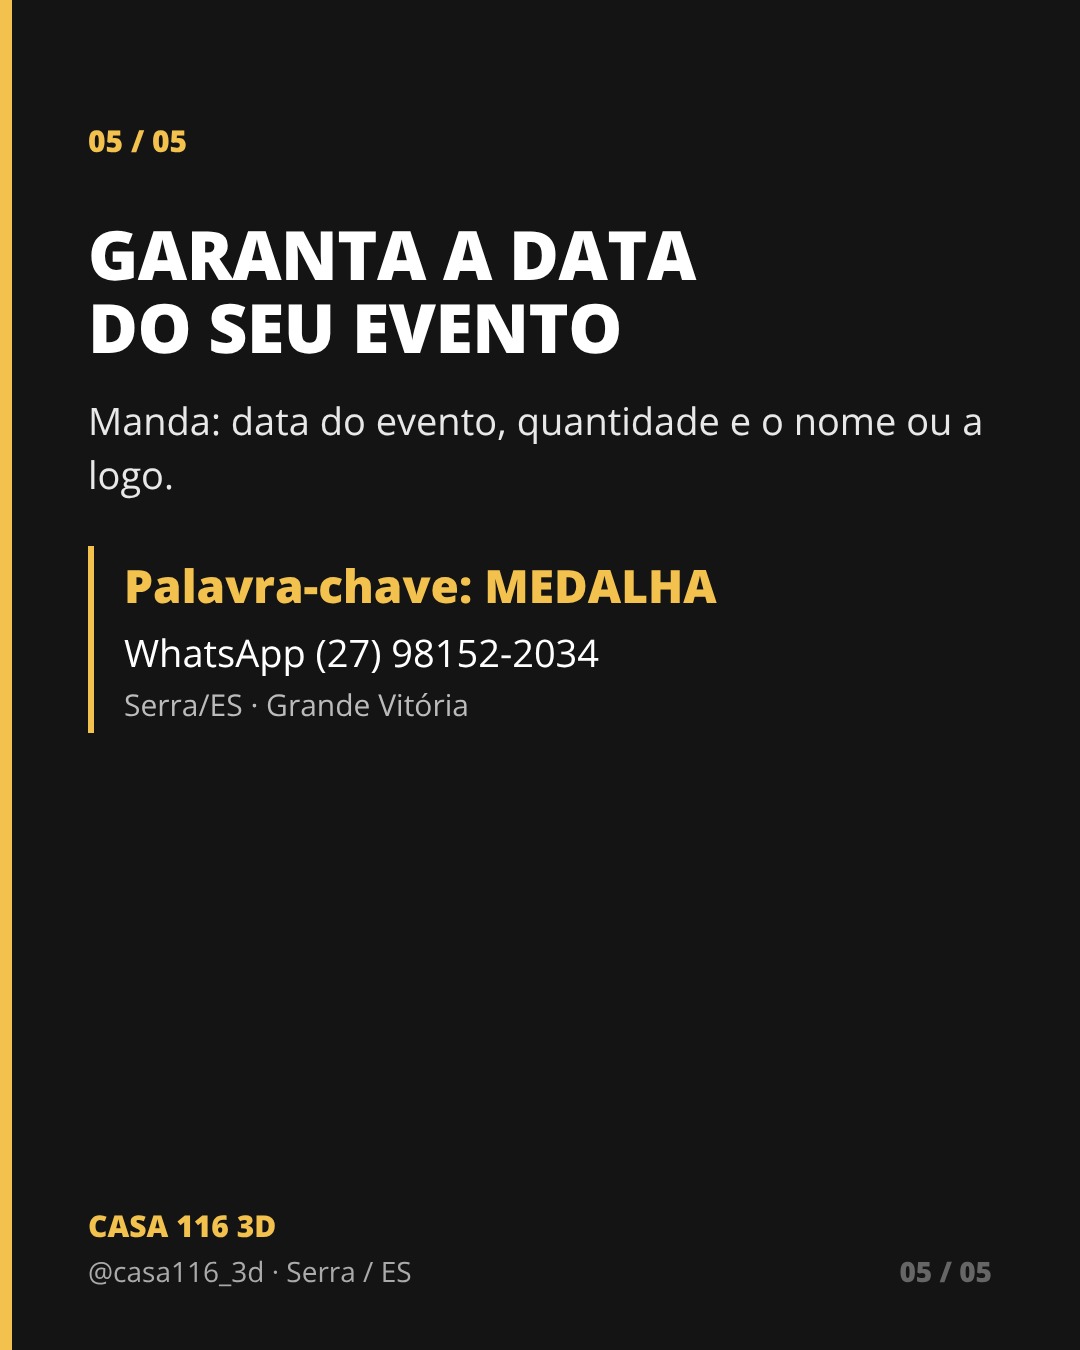 05 / 05
GARANTA A DATA
DO SEU EVENTO
Manda: data do evento, quantidade e o nome ou a
logo.
Palavra-chave: MEDALHA
WhatsApp (27) 98152-2034
Serra/ES · Grande Vitória
CASA 116 3D
@casa116_3d · Serra / ES
05 / 05